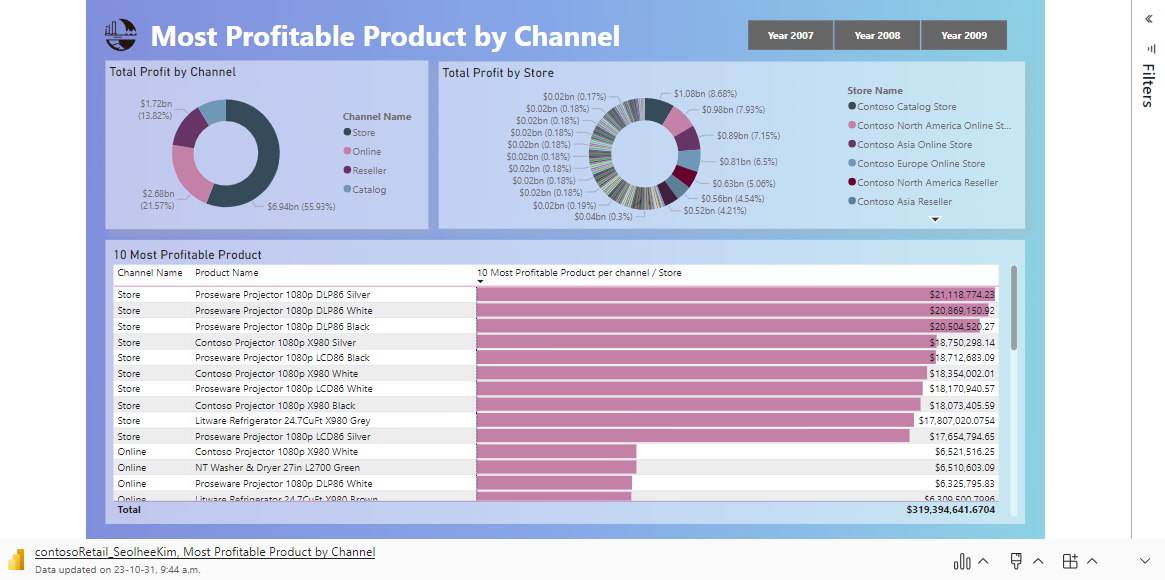 Most Profitable Product by Channel
Year 2007
Year 2008
Year 2009
Filters
Total Profit by Channel
$1.72bn
(13.82%)
$2.68bn
(21.57%)
$6.94bn (55.93%)
Channel Name
Store
Online
Reseller
Catalog
Total Profit by Store
$0.02bn (0.17%)
$0.02bn (0.18%)
$0.02bn (0.18%)
$0.02bn (0.18%)
$0.02bn (0.18%)
$0.02bn (0.18%)
$0.02bn (0.18%)
$0.02bn (0.18%)
$0.02bn (0.18%)
$0.02bn (0.19%)
$0.04bn (0.3%)
$1.08bn (8.68%)
$0.98bn (7.93%)
$0.89bn (7.15%)
$0.81bn (6.5%)
$0.63bn (5.06%)
$0.56bn (4.54%)
$0.52bn (4.21%)
Store Name
Contoso Catalog Store
Contoso North America Online St...
Contoso Asia Online Store
Contoso Europe Online Store
Contoso North America Reseller
Contoso Asia Reseller
10 Most Profitable Product
Channel Name Product Name 10 Most Profitable Product per channel / Store
Store Proseware Projector 1080p DLP86 Silver $21,118,774.23
Store Proseware Projector 1080p DLP86 White $20,869,150.92
Store Proseware Projector 1080p DLP86 Black $20,504,520.27
Store Contoso Projector 1080p X980 Silver $18,750,298.14
Store Proseware Projector 1080p LCD86 Black $18,712,683.09
Store Contoso Projector 1080p X980 White $18,354,002.01
Store Proseware Projector 1080p LCD86 White $18,170,940.57
Store Contoso Projector 1080p X980 Black $18,073,405.59
Store Litware Refrigerator 24.7CuFt X980 Grey $17,807,020.0754
Store Proseware Projector 1080p LCD86 Silver $17,654,794.65
Online Contoso Projector 1080p X980 White $6,521,516.25
Online NT Washer & Dryer 27in L2700 Green $6,510,603.09
Online Proseware Projector 1080p DLP86 White $6,325,795.83
Online Litware Refrigerator 24.7CuFt X980 Brown $6,309,500.7996
Total $319,394,641.6704
contosoRetail_SeolheeKim, Most Profitable Product by Channel
Data updated on 23-10-31, 9:44 a.m.